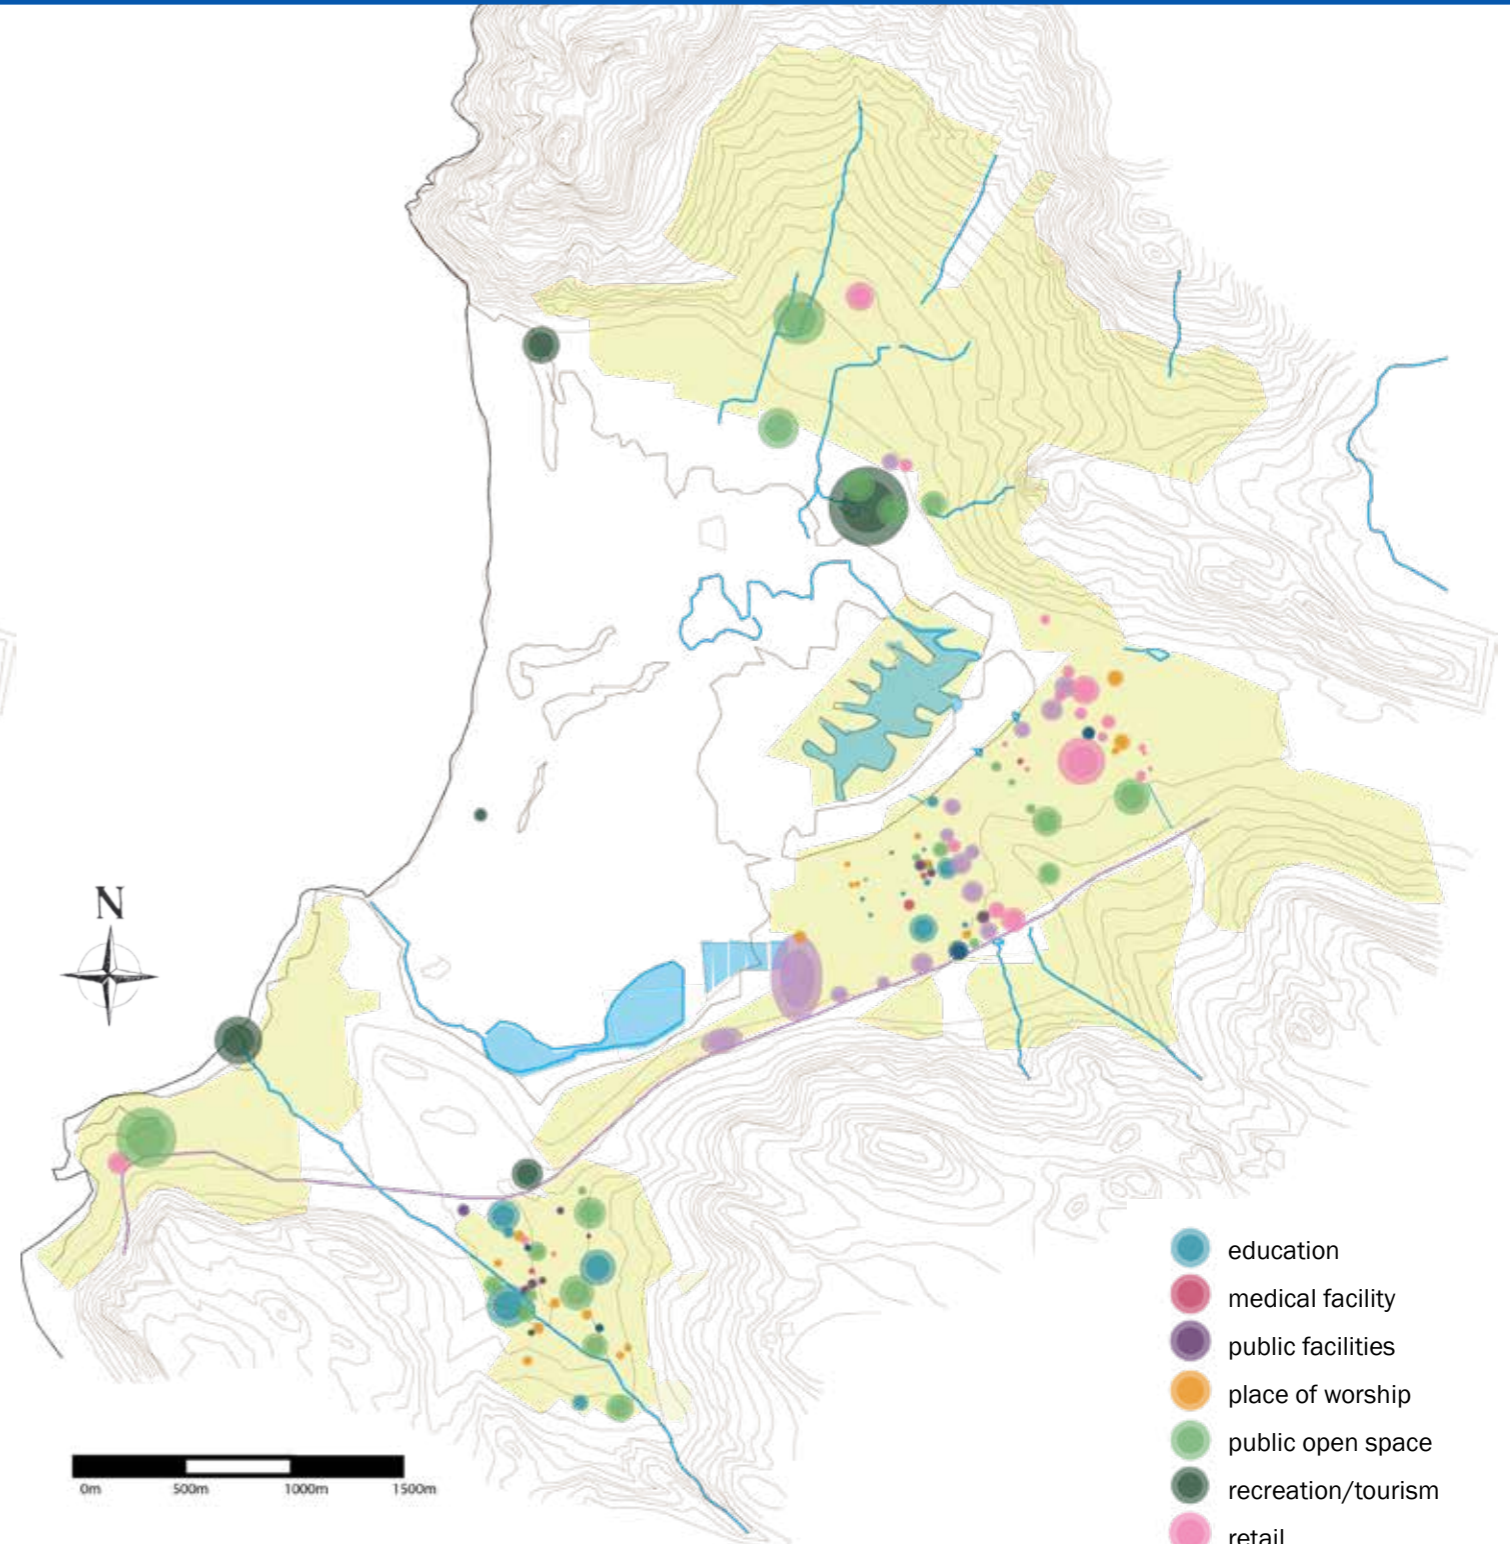 N
0m 500m 1000m 1500m
education
medical facility
public facilities
place of worship
public open space
recreation/tourism
retail